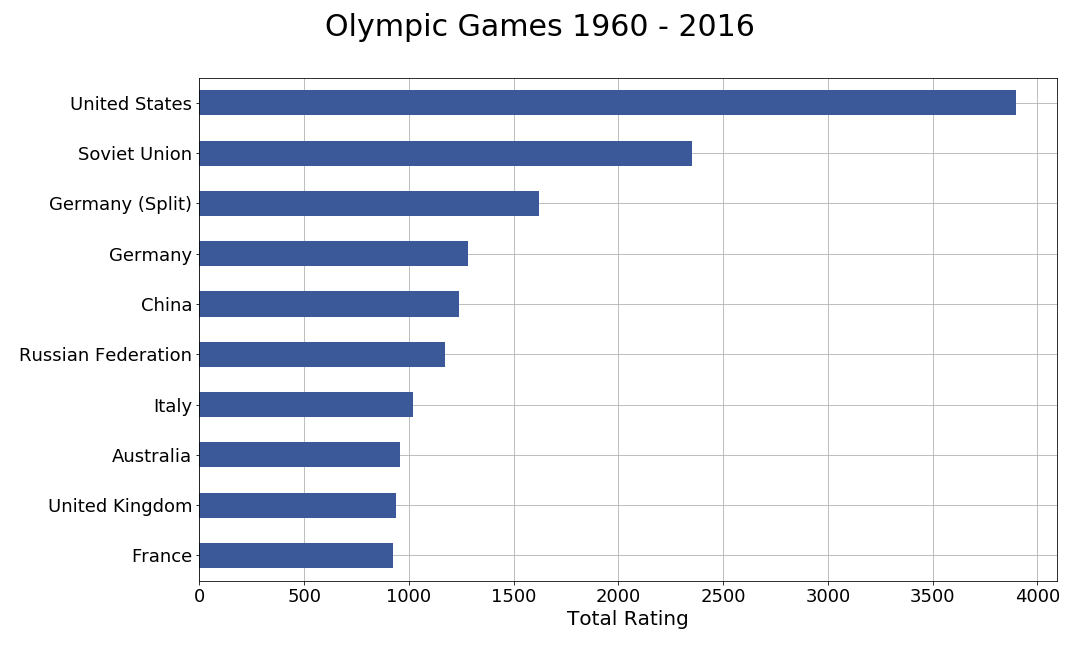 Olympic Games 1960 - 2016
United States
Soviet Union
Germany (Split)
Germany
China
Russian Federation
Italy
Australia
United Kingdom
France
0 500 1000 1500 2000 2500 3000 3500 4000
Total Rating